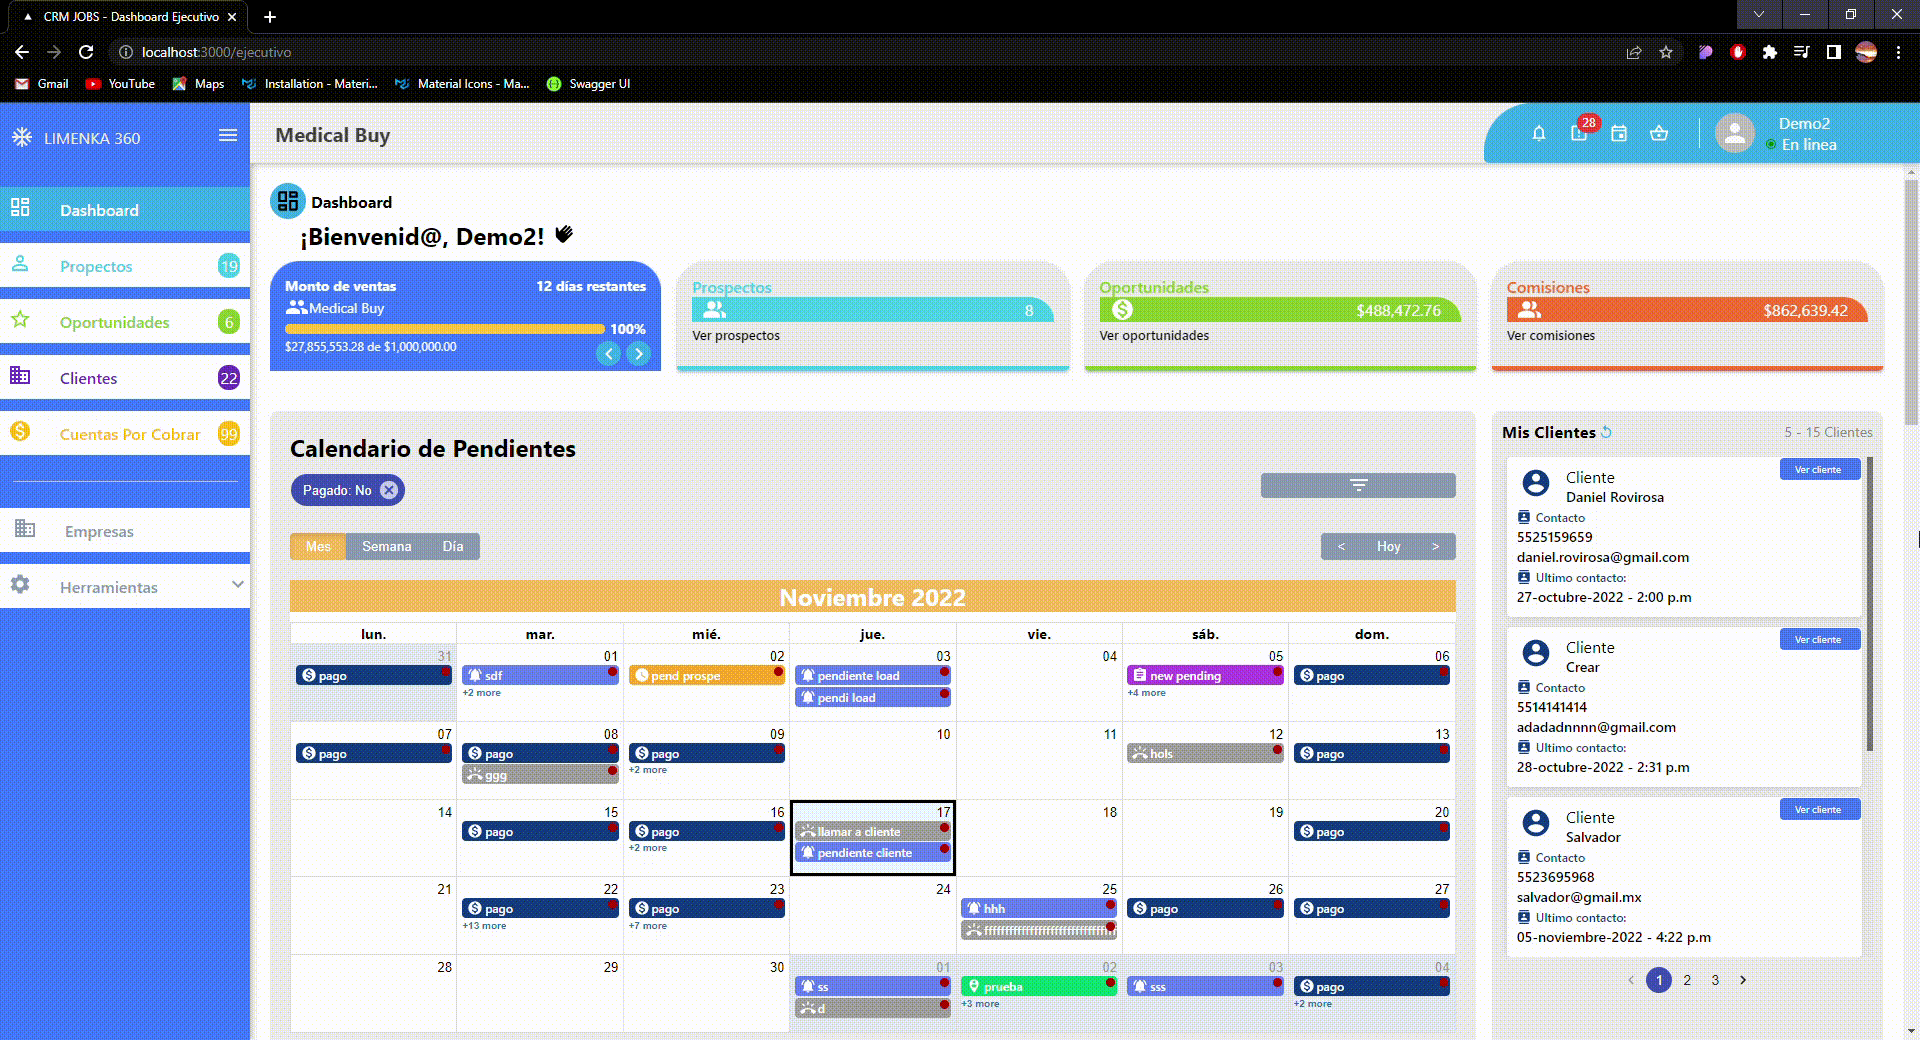 CRM JOBS - Dashboard Ejecutivo
localhost:3000/ejecutivo
Gmail
YouTube
Maps
Installation - Materi...
Material Icons - Ma...
Swagger UI
LIMENKA 360
Medical Buy
28
Demo2
En linea
Dashboard
Propectos 19
Oportunidades 6
Clientes 22
Cuentas Por Cobrar 99
Empresas
Herramientas
Dashboard
¡Bienvenid@, Demo2!
Monto de ventas 12 días restantes
Medical Buy
100%
$27,855,553.28 de $1,000,000.00
Prospectos
8
Ver prospectos
Oportunidades
$488,472.76
Ver oportunidades
Comisiones
$862,639.42
Ver comisiones
Calendario de Pendientes
Pagado: No
Mes Semana Día
< Hoy >
Noviembre 2022
lun. mar. mié. jue. vie. sáb. dom.
31 01 02 03 04 05 06
pago sdf pend prospe pendiente load new pending pago
+2 more pendi load +4 more
07 08 09 10 11 12 13
pago pago pago hols pago
ggg +2 more
14 15 16 17 18 19 20
pago pago llamar a cliente pago
+2 more pendiente cliente
21 22 23 24 25 26 27
pago pago hhh pago pago
+13 more +7 more
28 29 30 01 02 03 04
ss prueba sss pago
d +3 more +2 more
Mis Clientes 5 - 15 Clientes
Ver cliente
Cliente
Daniel Rovirosa
Contacto
5525159659
daniel.rovirosa@gmail.com
Ultimo contacto:
27-octubre-2022 - 2:00 p.m
Ver cliente
Cliente
Crear
Contacto
5514141414
adadadnnnn@gmail.com
Ultimo contacto:
28-octubre-2022 - 2:31 p.m
Ver cliente
Cliente
Salvador
Contacto
5523695968
salvador@gmail.mx
Ultimo contacto:
05-noviembre-2022 - 4:22 p.m
< 1 2 3 >